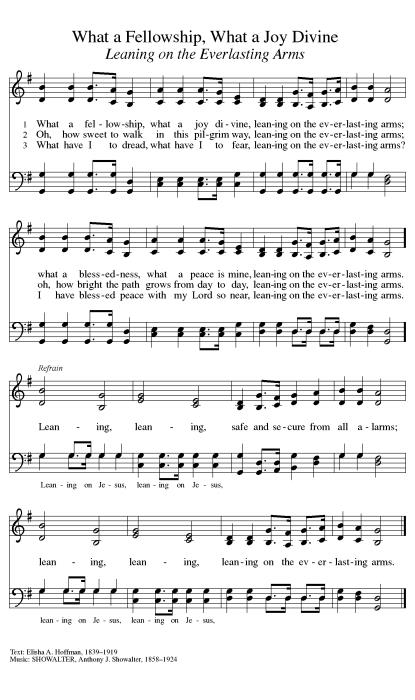 What a Fellowship, What a Joy Divine
Leaning on the Everlasting Arms
1 What a fel - low-ship, what a joy di - vine, lean-ing on the ev - er - last-ing arms;
2 Oh, how sweet to walk in this pil-grim way, lean-ing on the ev - er - last-ing arms;
3 What have I to dread, what have I to fear, lean-ing on the ev - er - last-ing arms?
what a bless - ed-ness, what a peace is mine, lean-ing on the ev - er - last-ing arms.
oh, how bright the path grows from day to day, lean-ing on the ev - er - last-ing arms.
I have bless-ed peace with my Lord so near, lean-ing on the ev - er - last-ing arms.
Refrain
Lean - ing, lean - ing, safe and se - cure from all a - larms;
Lean - ing on Je - sus, lean - ing on Je - sus,
lean - ing, lean - ing, lean-ing on the ev - er - last-ing arms.
lean - ing on Je - sus, lean - ing on Je - sus,
Text: Elisha A. Hoffman, 1839–1919
Music: SHOWALTER, Anthony J. Showalter, 1858–1924